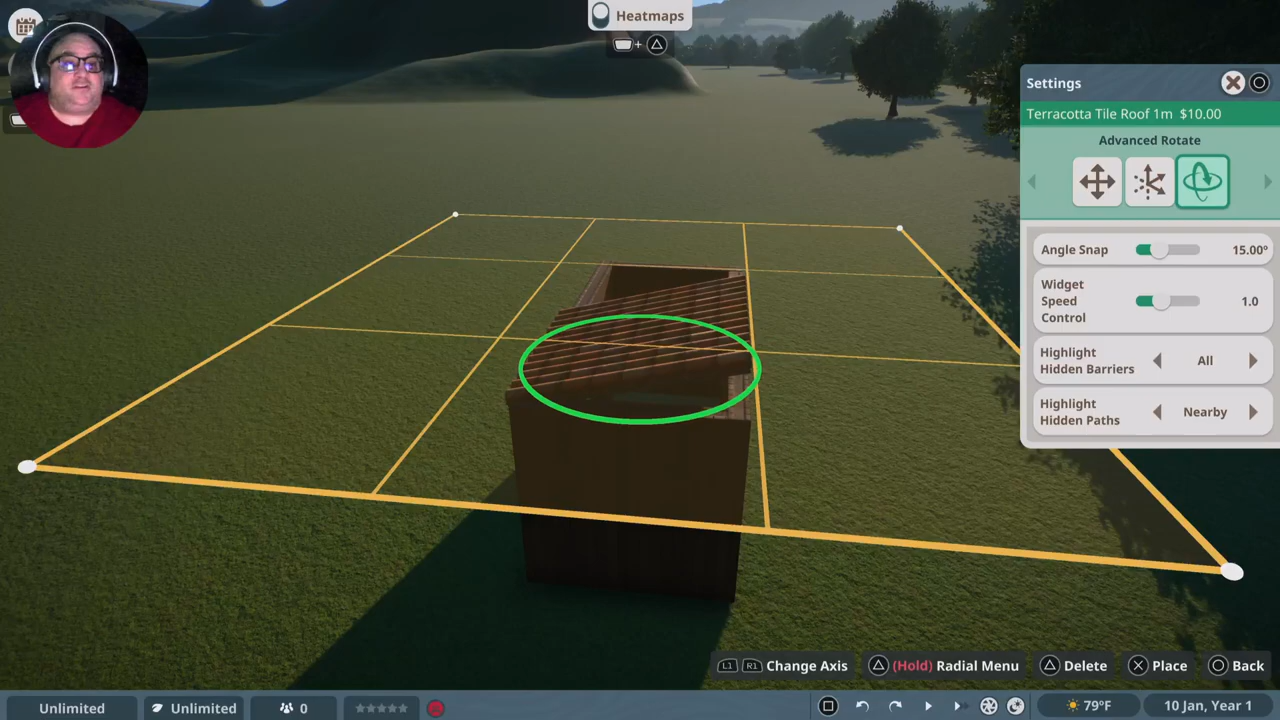 Heatmaps
+
Settings
Terracotta Tile Roof 1m $10.00
Advanced Rotate
Angle Snap 15.00°
Widget
Speed
Control
1.0
Highlight
Hidden Barriers
All
Highlight
Hidden Paths
Nearby
L1 R1 Change Axis (Hold) Radial Menu Delete Place Back
Unlimited Unlimited 0 79°F 10 Jan, Year 1